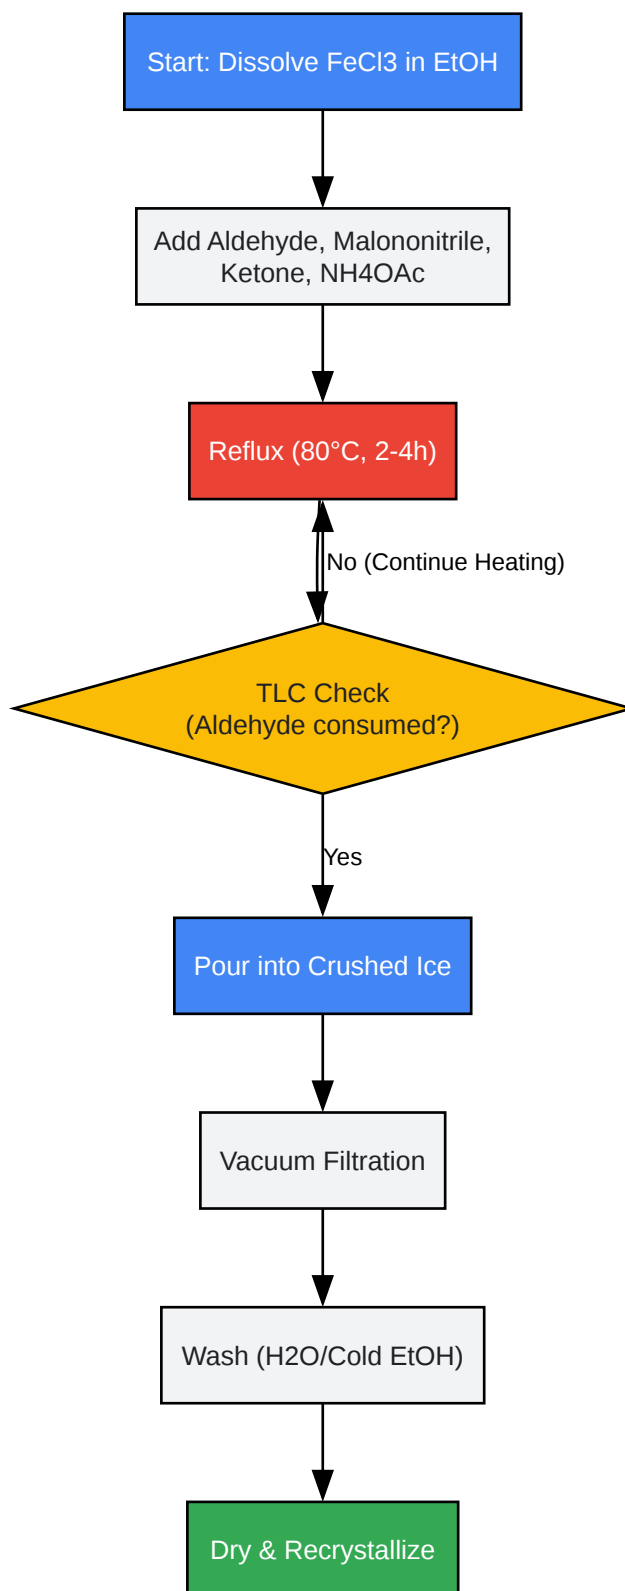 Start: Dissolve FeCl3 in EtOH
Add Aldehyde, Malononitrile,
Ketone, NH4OAc
Reflux (80°C, 2-4h)
No (Continue Heating)
TLC Check
(Aldehyde consumed?)
Yes
Pour into Crushed Ice
Vacuum Filtration
Wash (H2O/Cold EtOH)
Dry & Recrystallize